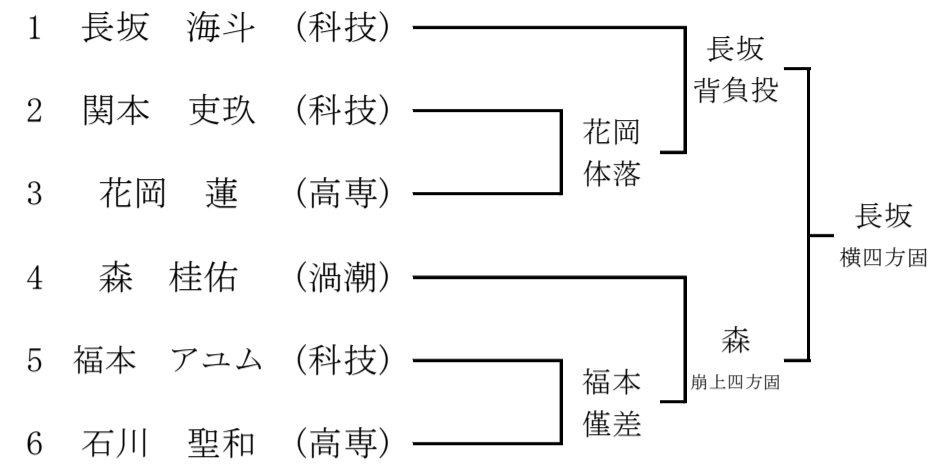 1 長坂 海斗 (科技)
2 関本 吏玖 (科技)
3 花岡 蓮 (高専)
4 森 桂佑 (渦潮)
5 福本 アユム (科技)
6 石川 聖和 (高専)
花岡
体落
福本
僅差
長坂
背負投
森
崩上四方固
長坂
横四方固